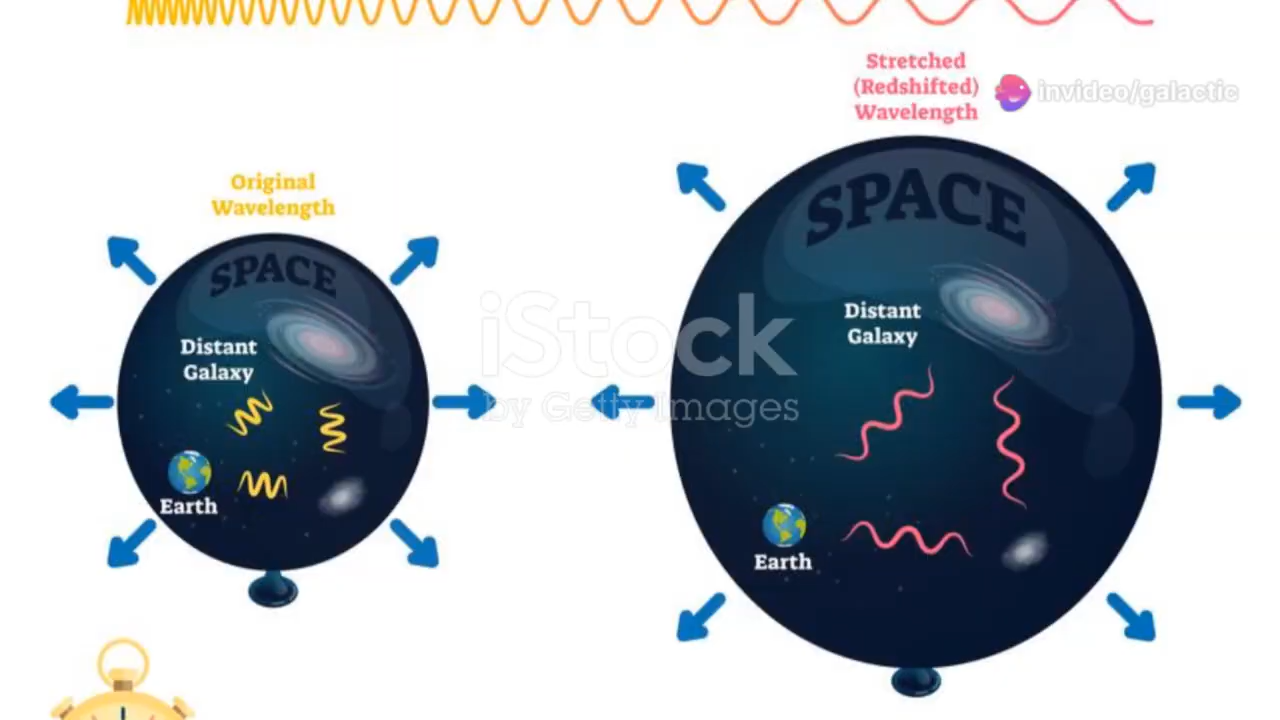 Stretched
(Redshifted)
Wavelength
invideo/galactic
Original
Wavelength
SPACE
SPACE
Distant
Galaxy
Distant
Galaxy
iStock
by Getty Images
Earth
Earth